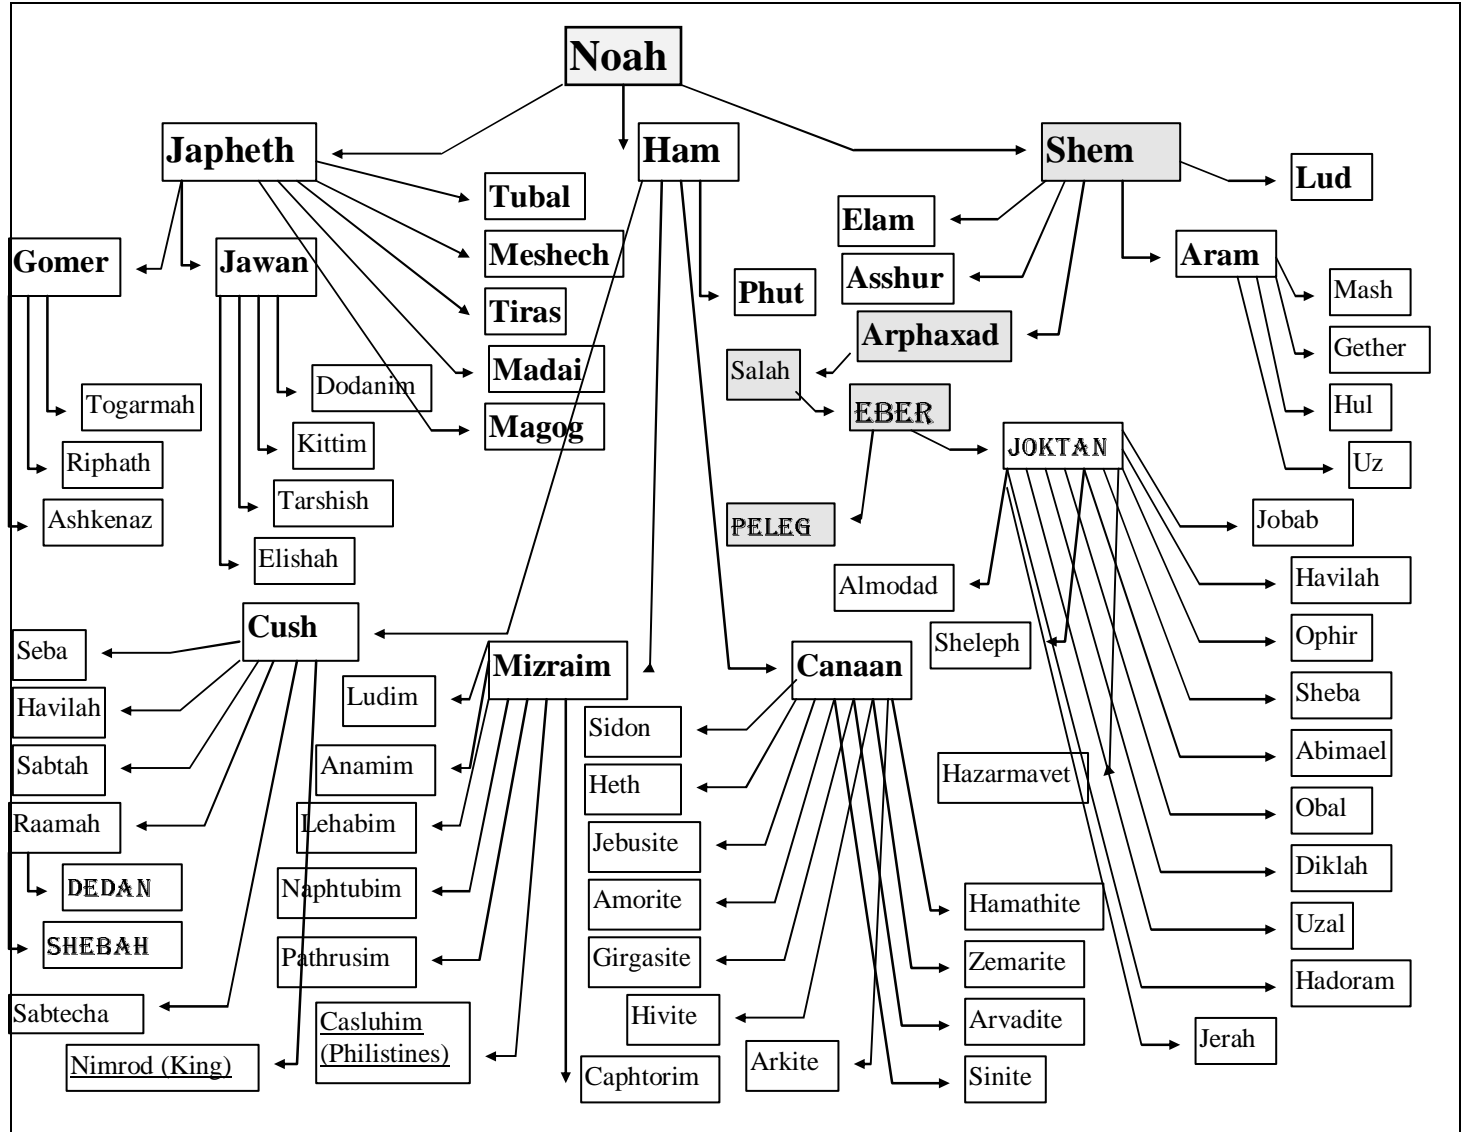 Noah
Japheth
Ham
Shem
Lud
Tubal
Elam
Meshech
Gomer
Jawan
Aram
Asshur
Phut
Mash
Tiras
Arphaxad
Gether
Madai
Salah
Dodanim
Togarmah
EBER
Hul
Magog
Kittim
JOKTAN
Riphath
Uz
Tarshish
Ashkenaz
PELEG
Jobab
Elishah
Almodad
Havilah
Cush
Seba
Sheleph
Ophir
Mizraim
Canaan
Ludim
Havilah
Sidon
Sheba
Sabtah
Anamim
Heth
Hazarmavet
Abimael
Raamah
Lehabim
Jebusite
Obal
DEDAN
Naphtubim
Amorite
Hamathite
Diklah
SHEBAH
Pathrusim
Girgasite
Zemarite
Uzal
Hadoram
Sabtecha
Casluhim
(Philistines)
Hivite
Arvadite
Jerah
Nimrod (King)
Caphtorim
Arkite
Sinite